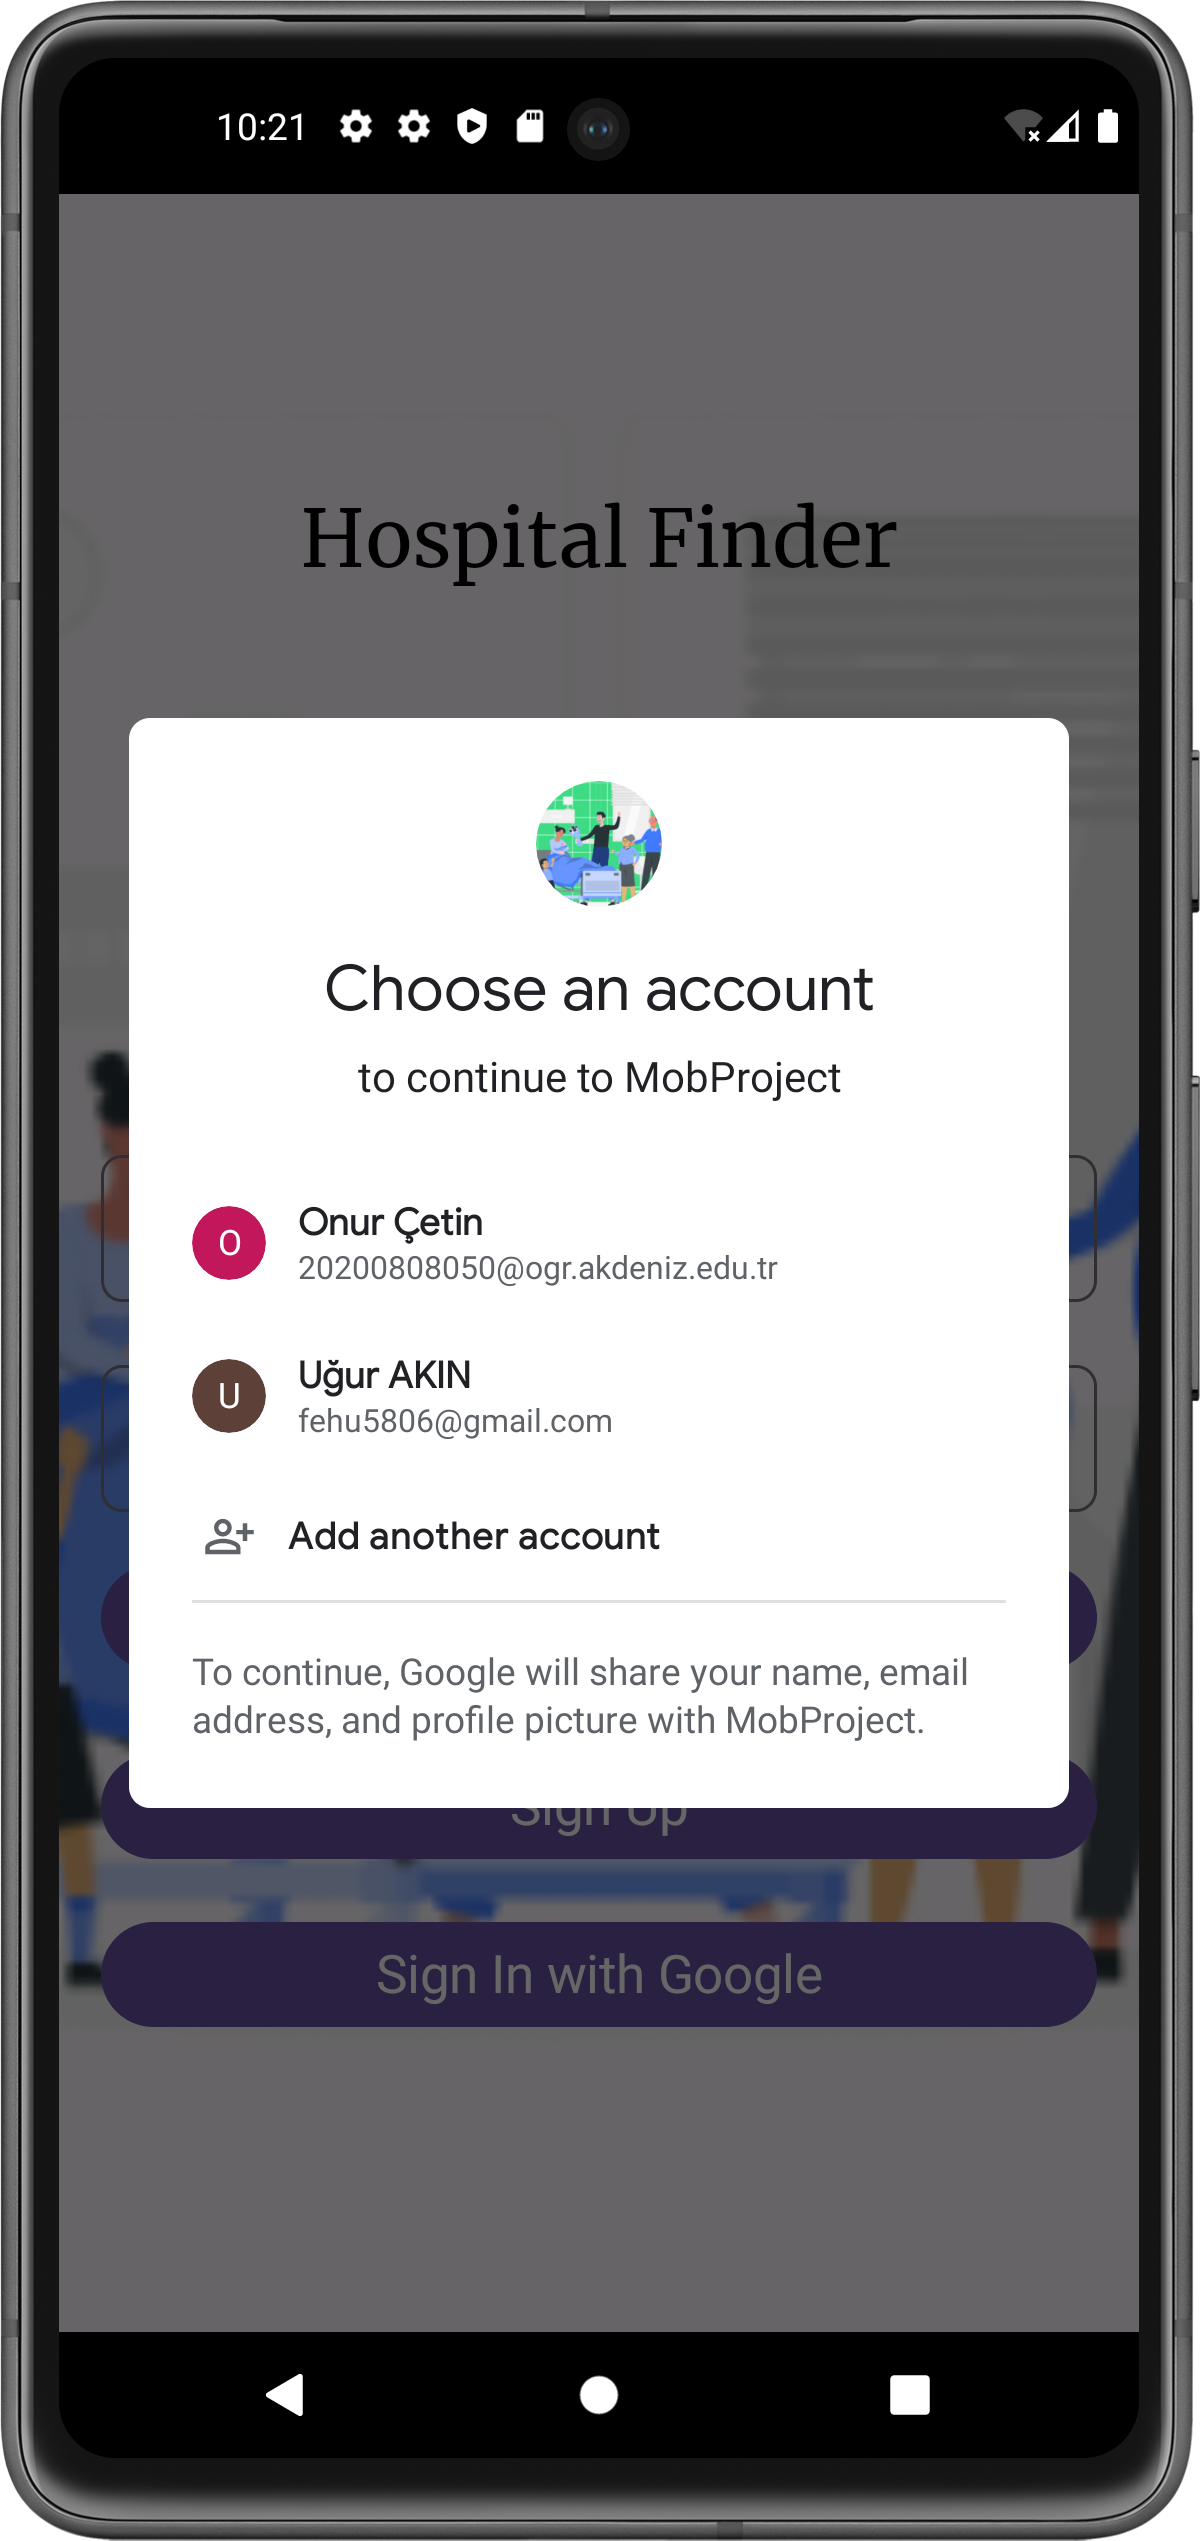 10:21
Hospital Finder
Choose an account
to continue to MobProject
O
Onur Çetin
20200808050@ogr.akdeniz.edu.tr
U
Uğur AKIN
fehu5806@gmail.com
Add another account
To continue, Google will share your name, email
address, and profile picture with MobProject.
Sign Up
Sign In with Google